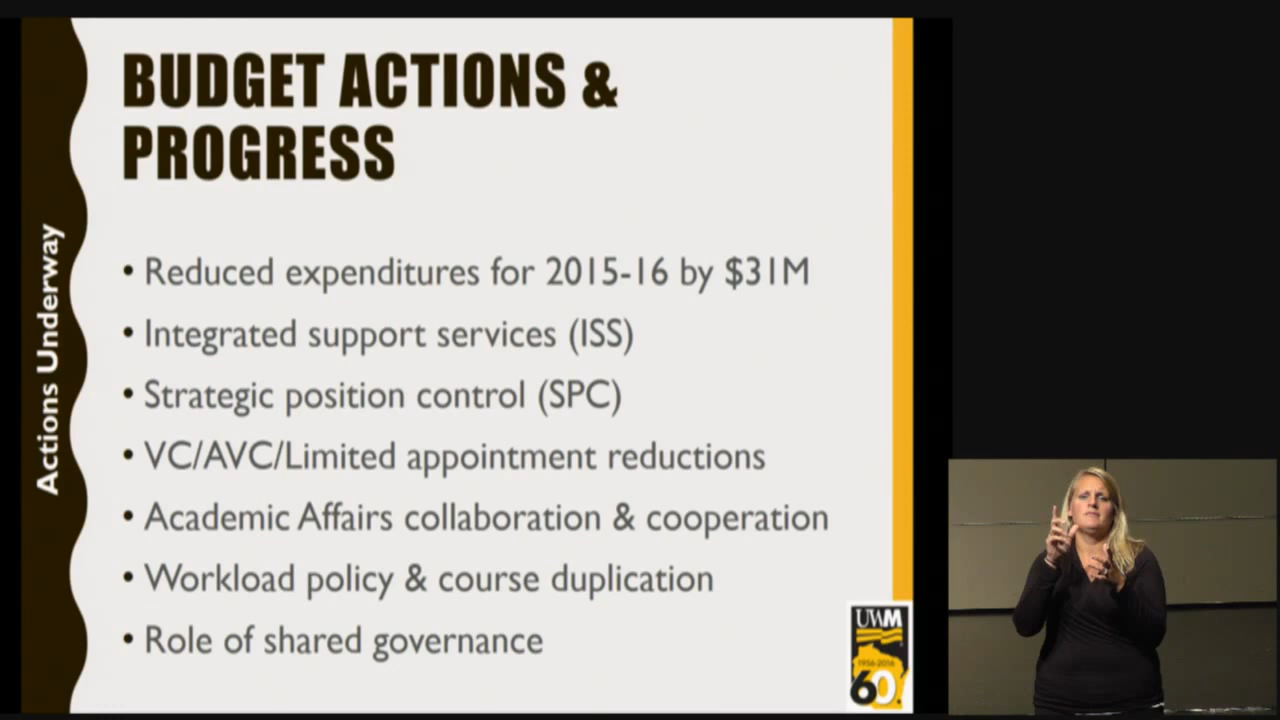 BUDGET ACTIONS &
PROGRESS
Actions Underway
• Reduced expenditures for 2015-16 by $31M
• Integrated support services (ISS)
• Strategic position control (SPC)
• VC/AVC/Limited appointment reductions
• Academic Affairs collaboration & cooperation
• Workload policy & course duplication
• Role of shared governance
UWM
1956-2016
60